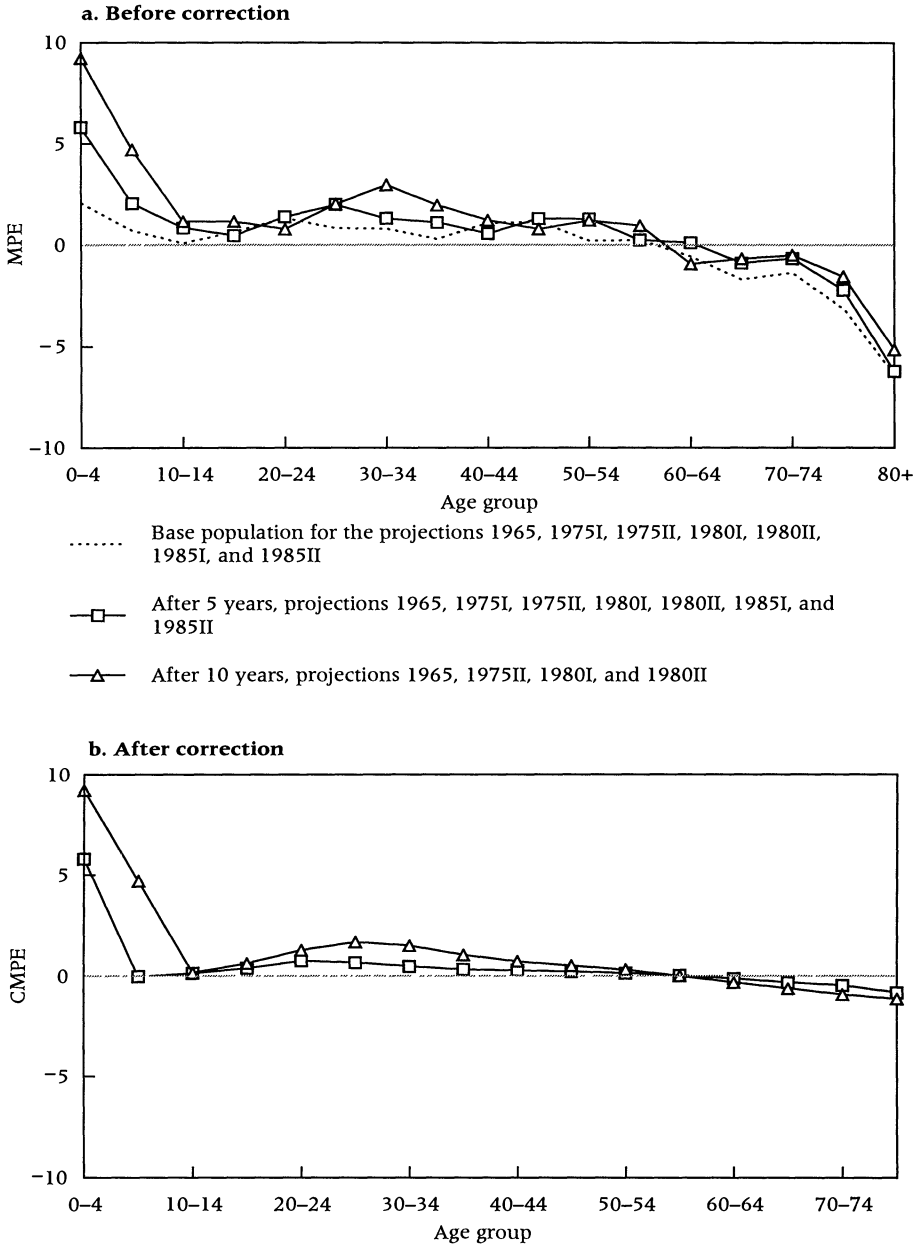 a. Before correction
10
5
0
−5
−10
MPE
0–4 10–14 20–24 30–34 40–44 50–54 60–64 70–74 80+
Age group
Base population for the projections 1965, 1975I, 1975II, 1980I, 1980II,
1985I, and 1985II
After 5 years, projections 1965, 1975I, 1975II, 1980I, 1980II, 1985I, and
1985II
After 10 years, projections 1965, 1975II, 1980I, and 1980II
b. After correction
10
5
0
−5
−10
CMPE
0–4 10–14 20–24 30–34 40–44 50–54 60–64 70–74
Age group